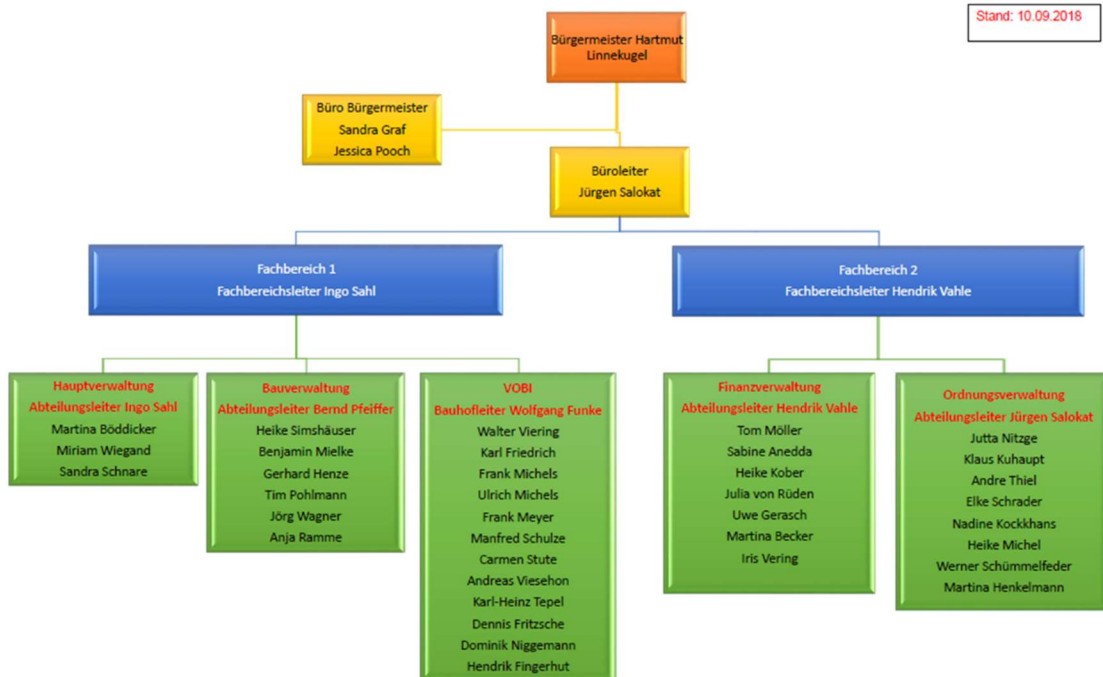 Stand: 10.09.2018
Bürgermeister Hartmut
Linnekugel
Büro Bürgermeister
Sandra Graf
Jessica Pooch
Büroleiter
Jürgen Salokat
Fachbereich 1
Fachbereichsleiter Ingo Sahl
Fachbereich 2
Fachbereichsleiter Hendrik Vahle
Hauptverwaltung
Abteilungsleiter Ingo Sahl
Martina Böddicker
Miriam Wiegand
Sandra Schnare
Bauverwaltung
Abteilungsleiter Bernd Pfeiffer
Heike Simshäuser
Benjamin Mielke
Gerhard Henze
Tim Pohlmann
Jörg Wagner
Anja Ramme
VOBI
Bauhofleiter Wolfgang Funke
Walter Viering
Karl Friedrich
Frank Michels
Ulrich Michels
Frank Meyer
Manfred Schulze
Carmen Stute
Andreas Viesehon
Karl-Heinz Tepel
Dennis Fritzsche
Dominik Niggemann
Hendrik Fingerhut
Finanzverwaltung
Abteilungsleiter Hendrik Vahle
Tom Möller
Sabine Anedda
Heike Kober
Julia von Rüden
Uwe Gerasch
Martina Becker
Iris Vering
Ordnungsverwaltung
Abteilungsleiter Jürgen Salokat
Jutta Nitzge
Klaus Kuhaupt
Andre Thiel
Elke Schrader
Nadine Kockkhans
Heike Michel
Werner Schümmelfeder
Martina Henkelmann